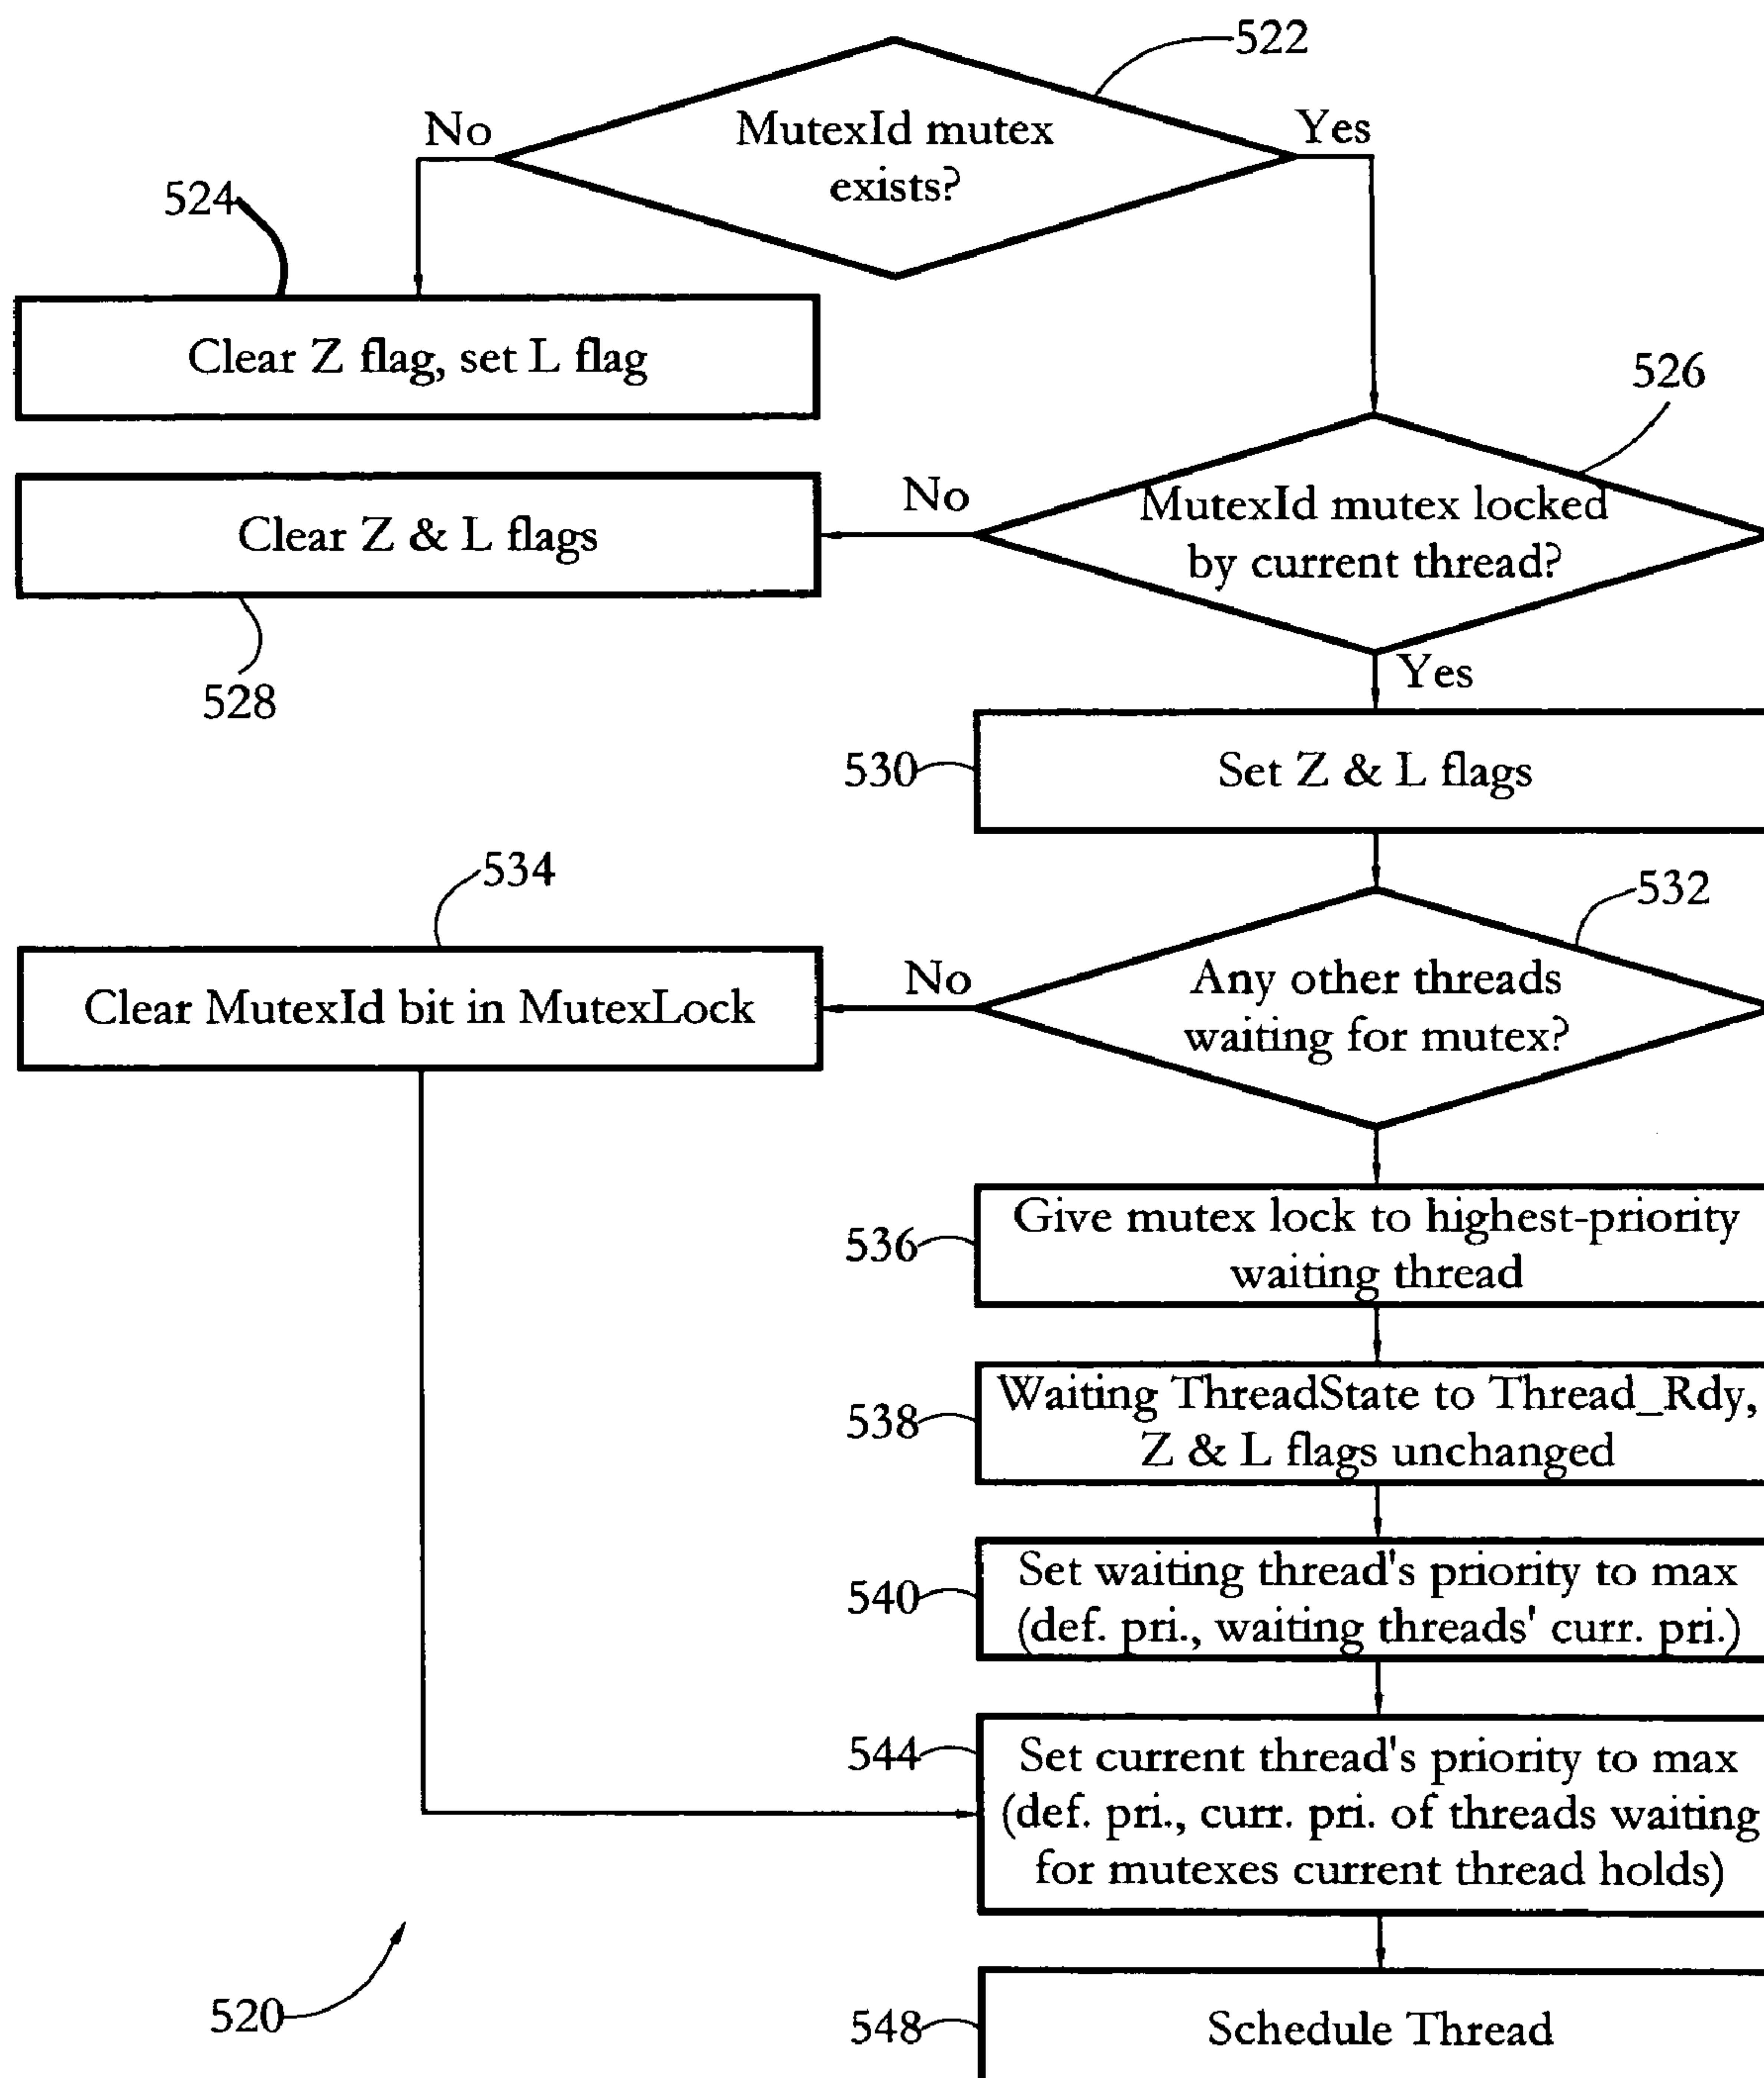 522
No
MutexId mutex
Yes
exists?
524
Clear Z flag, set L flag
526
No
MutexId mutex locked
Clear Z & L flags
by current thread?
528
Yes
530
Set Z & L flags
534
532
No
Any other threads
Clear MutexId bit in MutexLock
waiting for mutex?
536
Give mutex lock to highest-priority
waiting thread
538
Waiting ThreadState to Thread_Rdy,
Z & L flags unchanged
540
Set waiting thread's priority to max
(def. pri., waiting threads' curr. pri.)
544
Set current thread's priority to max
(def. pri., curr. pri. of threads waiting
for mutexes current thread holds)
520
548
Schedule Thread